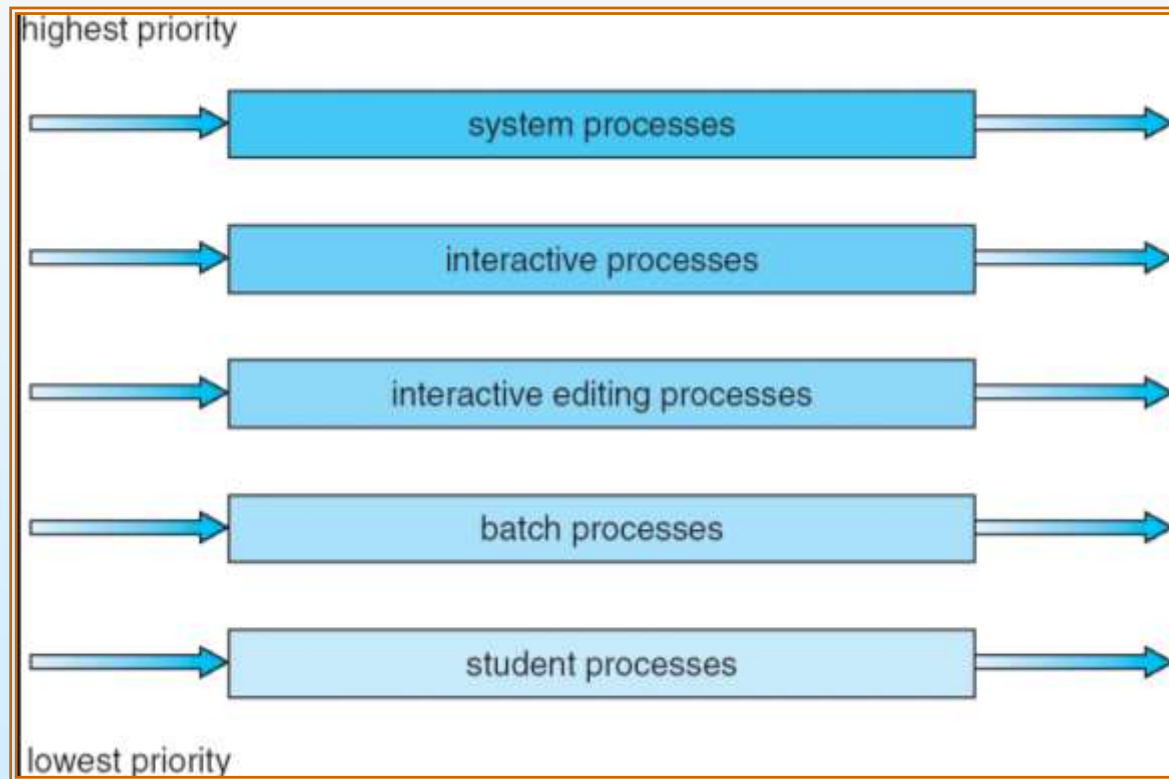 highest priority
system processes
interactive processes
interactive editing processes
batch processes
student processes
lowest priority